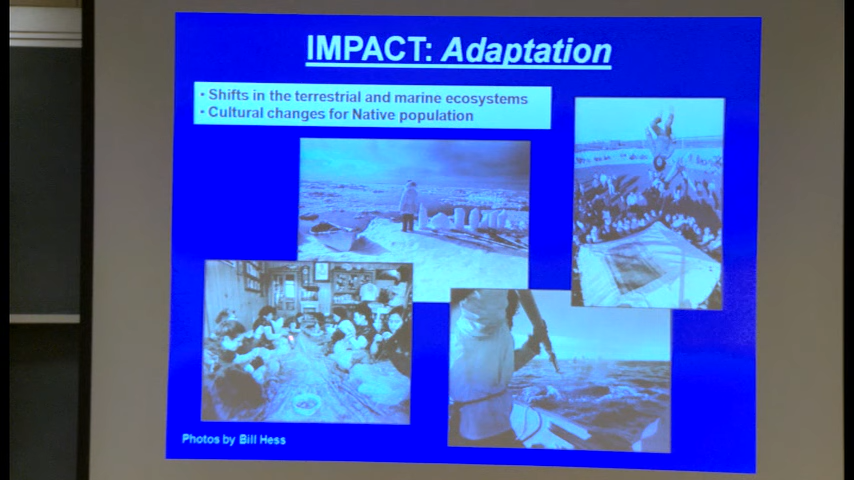 IMPACT: Adaptation
• Shifts in the terrestrial and marine ecosystems
• Cultural changes for Native population
Photos by Bill Hess